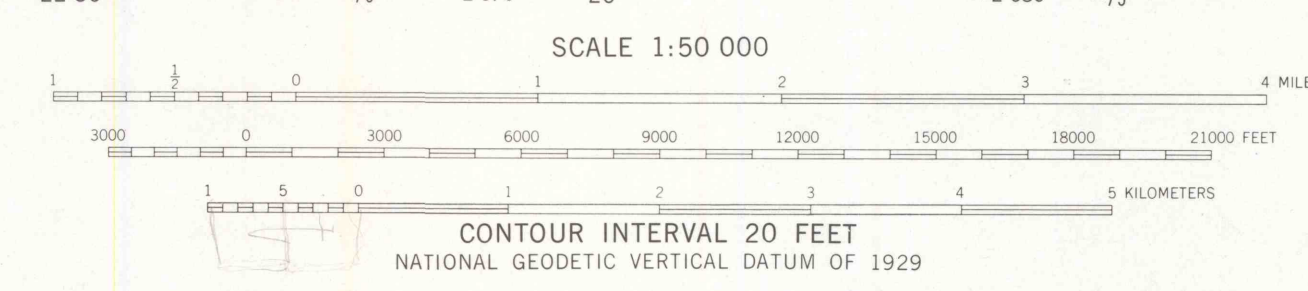 SCALE 1:50 000
1 1/2 0 1 2 3 4 MILE
3000 0 3000 6000 9000 12000 15000 18000 21000 FEET
1 5 0 1 2 3 4 5 KILOMETERS
CONTOUR INTERVAL 20 FEET
NATIONAL GEODETIC VERTICAL DATUM OF 1929